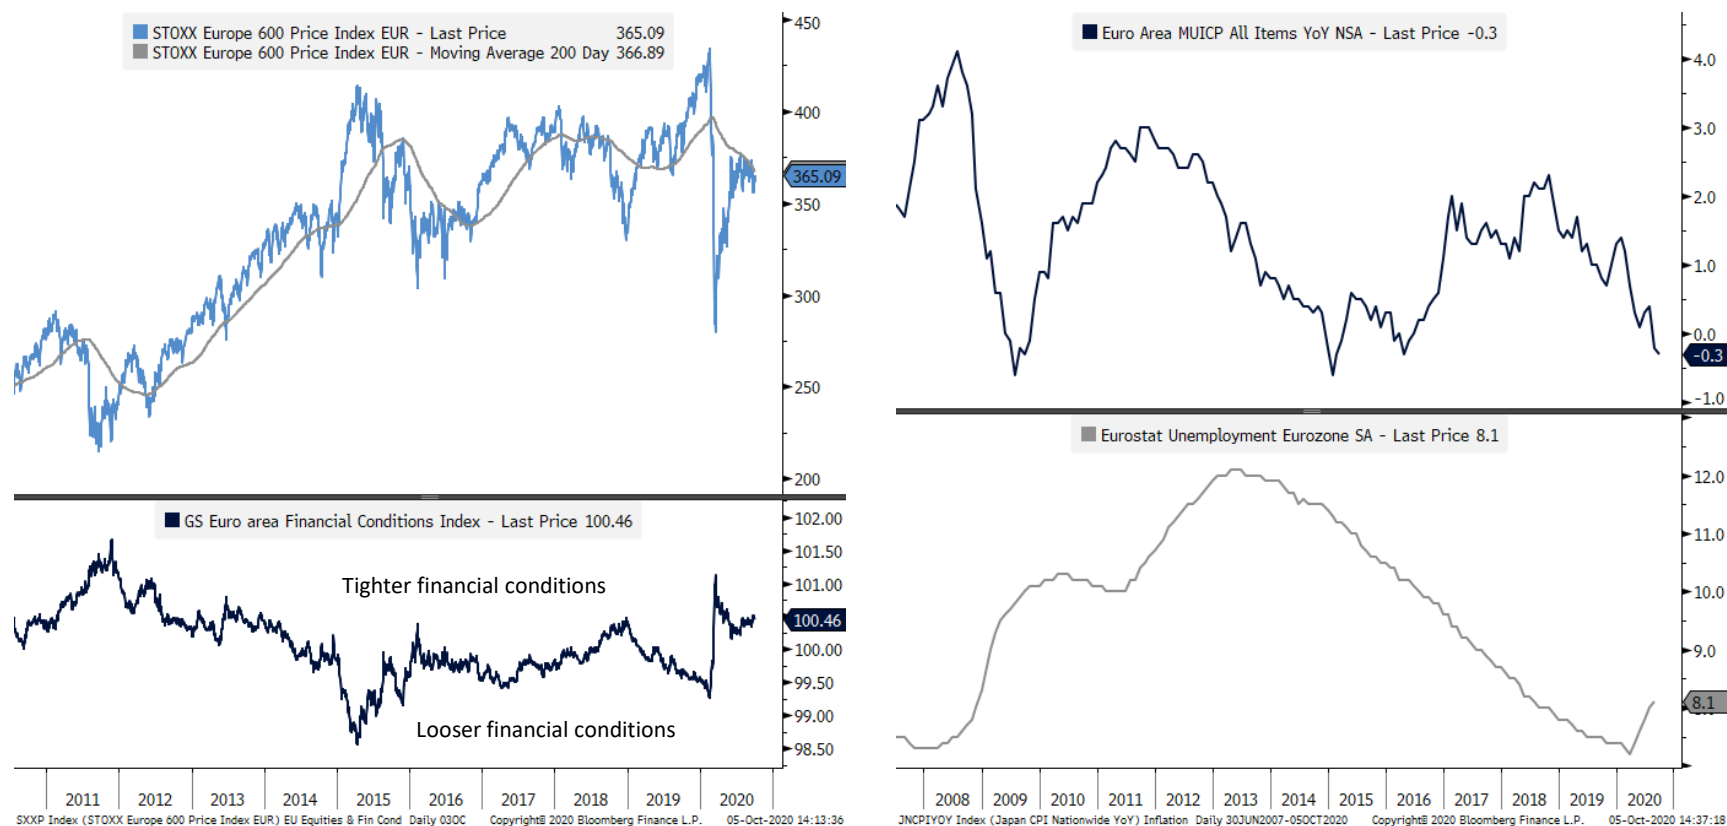 STOXX Europe 600 Price Index EUR - Last Price 365.09
STOXX Europe 600 Price Index EUR - Moving Average 200 Day 366.89
450
400
365.09
350
300
250
200
GS Euro area Financial Conditions Index - Last Price 100.46
102.00
101.50
Tighter financial conditions
101.00
100.46
100.00
99.50
Looser financial conditions
99.00
98.50
2011 2012 2013 2014 2015 2016 2017 2018 2019 2020
SXXP Index (STOXX Europe 600 Price Index EUR) EU Equities & Fin Cond Daily 03OC Copyright© 2020 Bloomberg Finance L.P. 05-Oct-2020 14:13:36
Euro Area MUICP All Items YoY NSA - Last Price -0.3
4.0
3.0
2.0
1.0
0.0
-0.3
-1.0
Eurostat Unemployment Eurozone SA - Last Price 8.1
12.0
11.0
10.0
9.0
8.1
2008 2009 2010 2011 2012 2013 2014 2015 2016 2017 2018 2019 2020
JNCPIYOY Index (Japan CPI Nationwide YoY) Inflation Daily 30JUN2007-05OCT2020 Copyright© 2020 Bloomberg Finance L.P. 05-Oct-2020 14:37:18